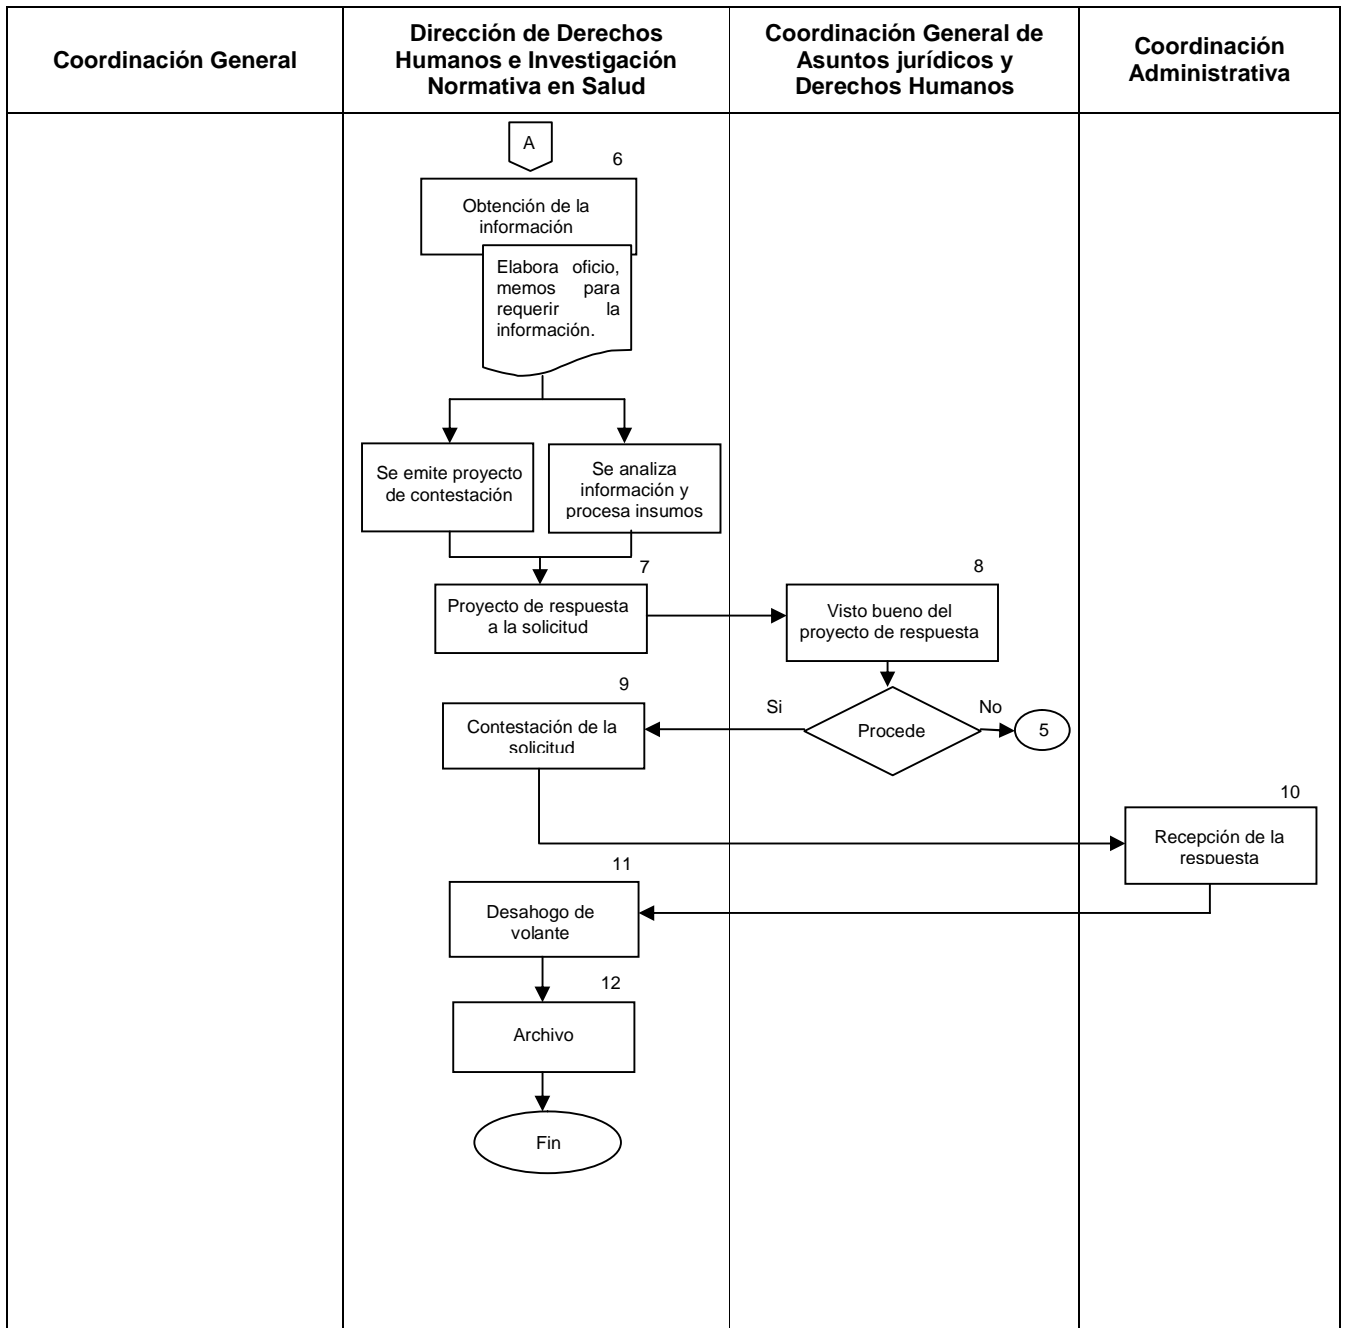 Coordinación General
Dirección de Derechos
Humanos e Investigación
Normativa en Salud
Coordinación General de
Asuntos jurídicos y
Derechos Humanos
Coordinación
Administrativa
A
6
Obtención de la
información
Elabora oficio,
memos para
requerir la
información.
Se emite proyecto
de contestación
Se analiza
información y
procesa insumos
7
Proyecto de respuesta
a la solicitud
8
Visto bueno del
proyecto de respuesta
9
Contestación de la
solicitud
Si
Procede
No
5
10
Recepción de la
respuesta
11
Desahogo de
volante
12
Archivo
Fin